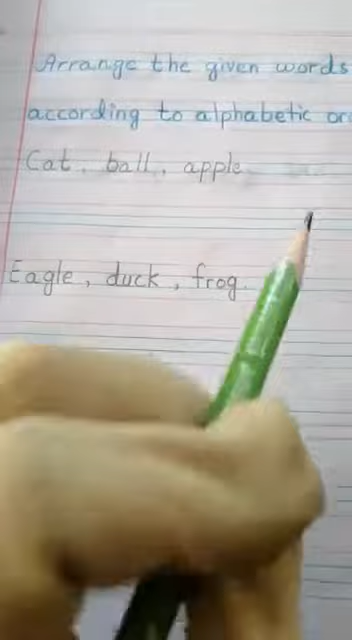 Arrange the given words
according to alphabetic or
Cat, ball, apple
Eagle, duck, frog.